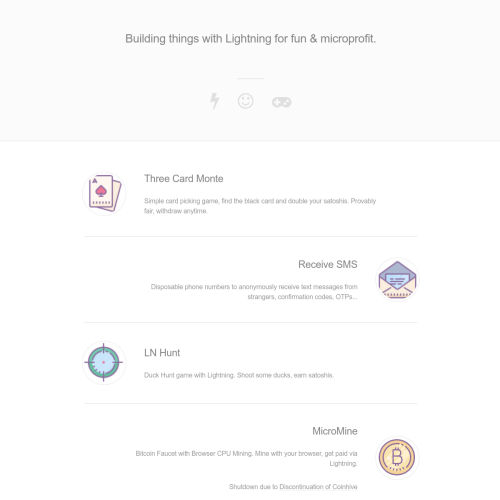 Building things with Lightning for fun & microprofit.
Three Card Monte
Simple card picking game, find the black card and double your satoshis. Provably
fair, withdraw anytime.
Receive SMS
Disposable phone numbers to anonymously receive text messages from
strangers, confirmation codes, OTPs...
LN Hunt
Duck Hunt game with Lightning. Shoot some ducks, earn satoshis.
MicroMine
Bitcoin Faucet with Browser CPU Mining. Mine with your browser, get paid via
Lightning.
Shutdown due to Discontinuation of Coinhive